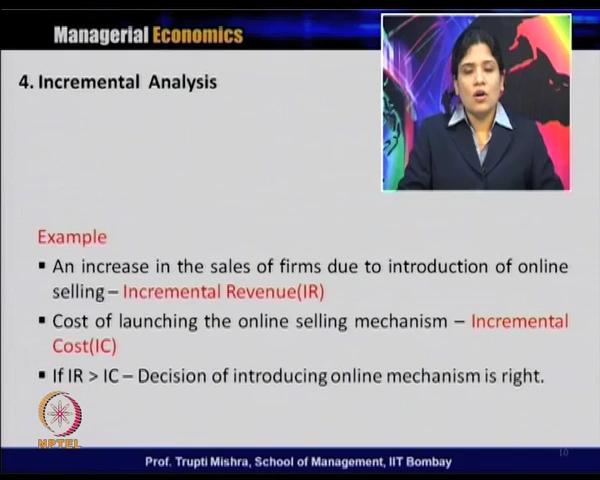 Managerial Economics
4. Incremental Analysis
Example
▪ An increase in the sales of firms due to introduction of online
selling – Incremental Revenue(IR)
▪ Cost of launching the online selling mechanism – Incremental
Cost(IC)
▪ If IR > IC – Decision of introducing online mechanism is right.
NPTEL
Prof. Trupti Mishra, School of Management, IIT Bombay
10